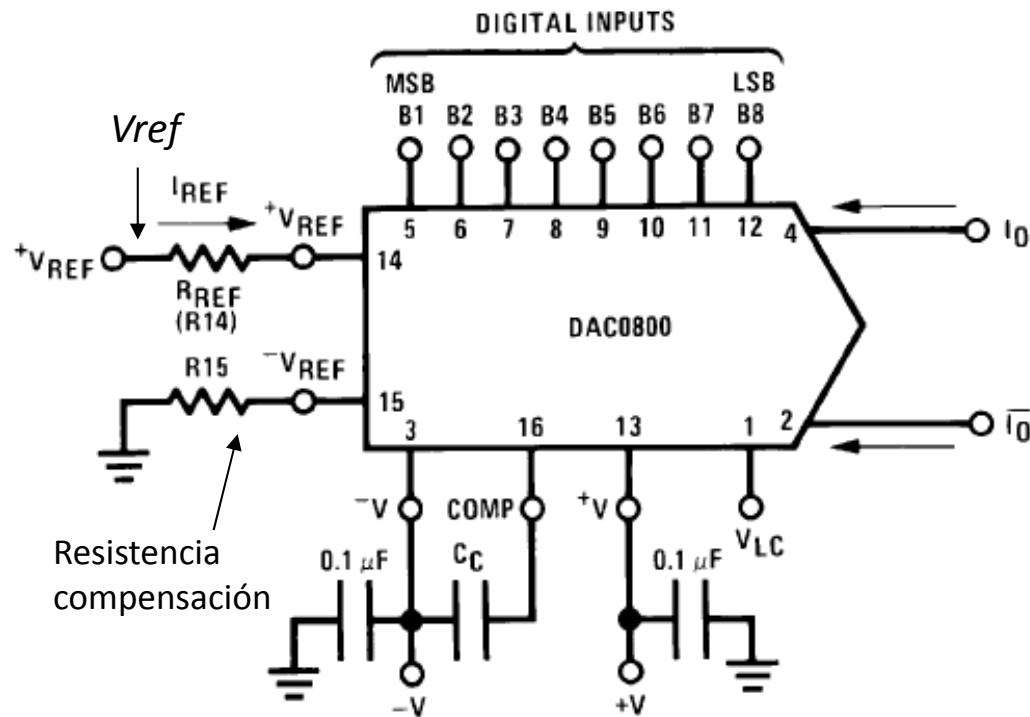 DIGITAL INPUTS
MSB LSB
B1 B2 B3 B4 B5 B6 B7 B8
Vref
IREF
+VREF
+VREF
RREF
(R14)
5 6 7 8 9 10 11 12
14
4
IO
DAC0800
R15
-VREF
15
3 16 13 1 2
IO
-V
COMP
+V
VLC
Resistencia
compensación
0.1 µF
CC
0.1 µF
-V
+V